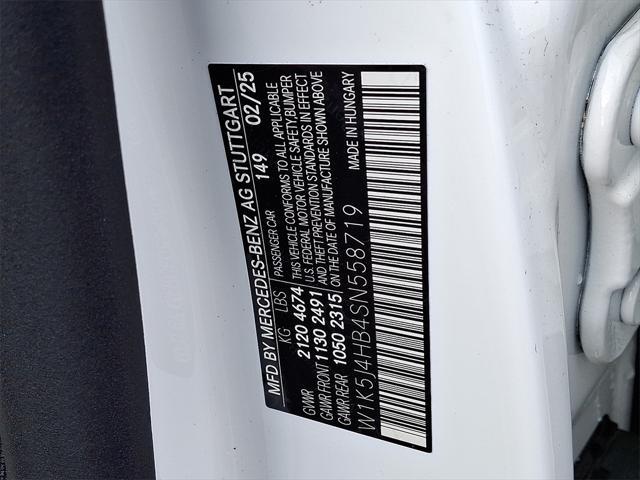 MFD BY MERCEDES-BENZ AG STUTTGART
149 02/25
KG LBS PASSENGER CAR
GVWR 2120 4674
GAWR FRONT 1130 2491
GAWR REAR 1050 2315
THIS VEHICLE CONFORMS TO ALL APPLICABLE
U.S. FEDERAL MOTOR VEHICLE SAFETY,BUMPER
AND THEFT PREVENTION STANDARDS IN EFFECT
ON THE DATE OF MANUFACTURE SHOWN ABOVE
MADE IN HUNGARY
W1K5J4HB4SN558719